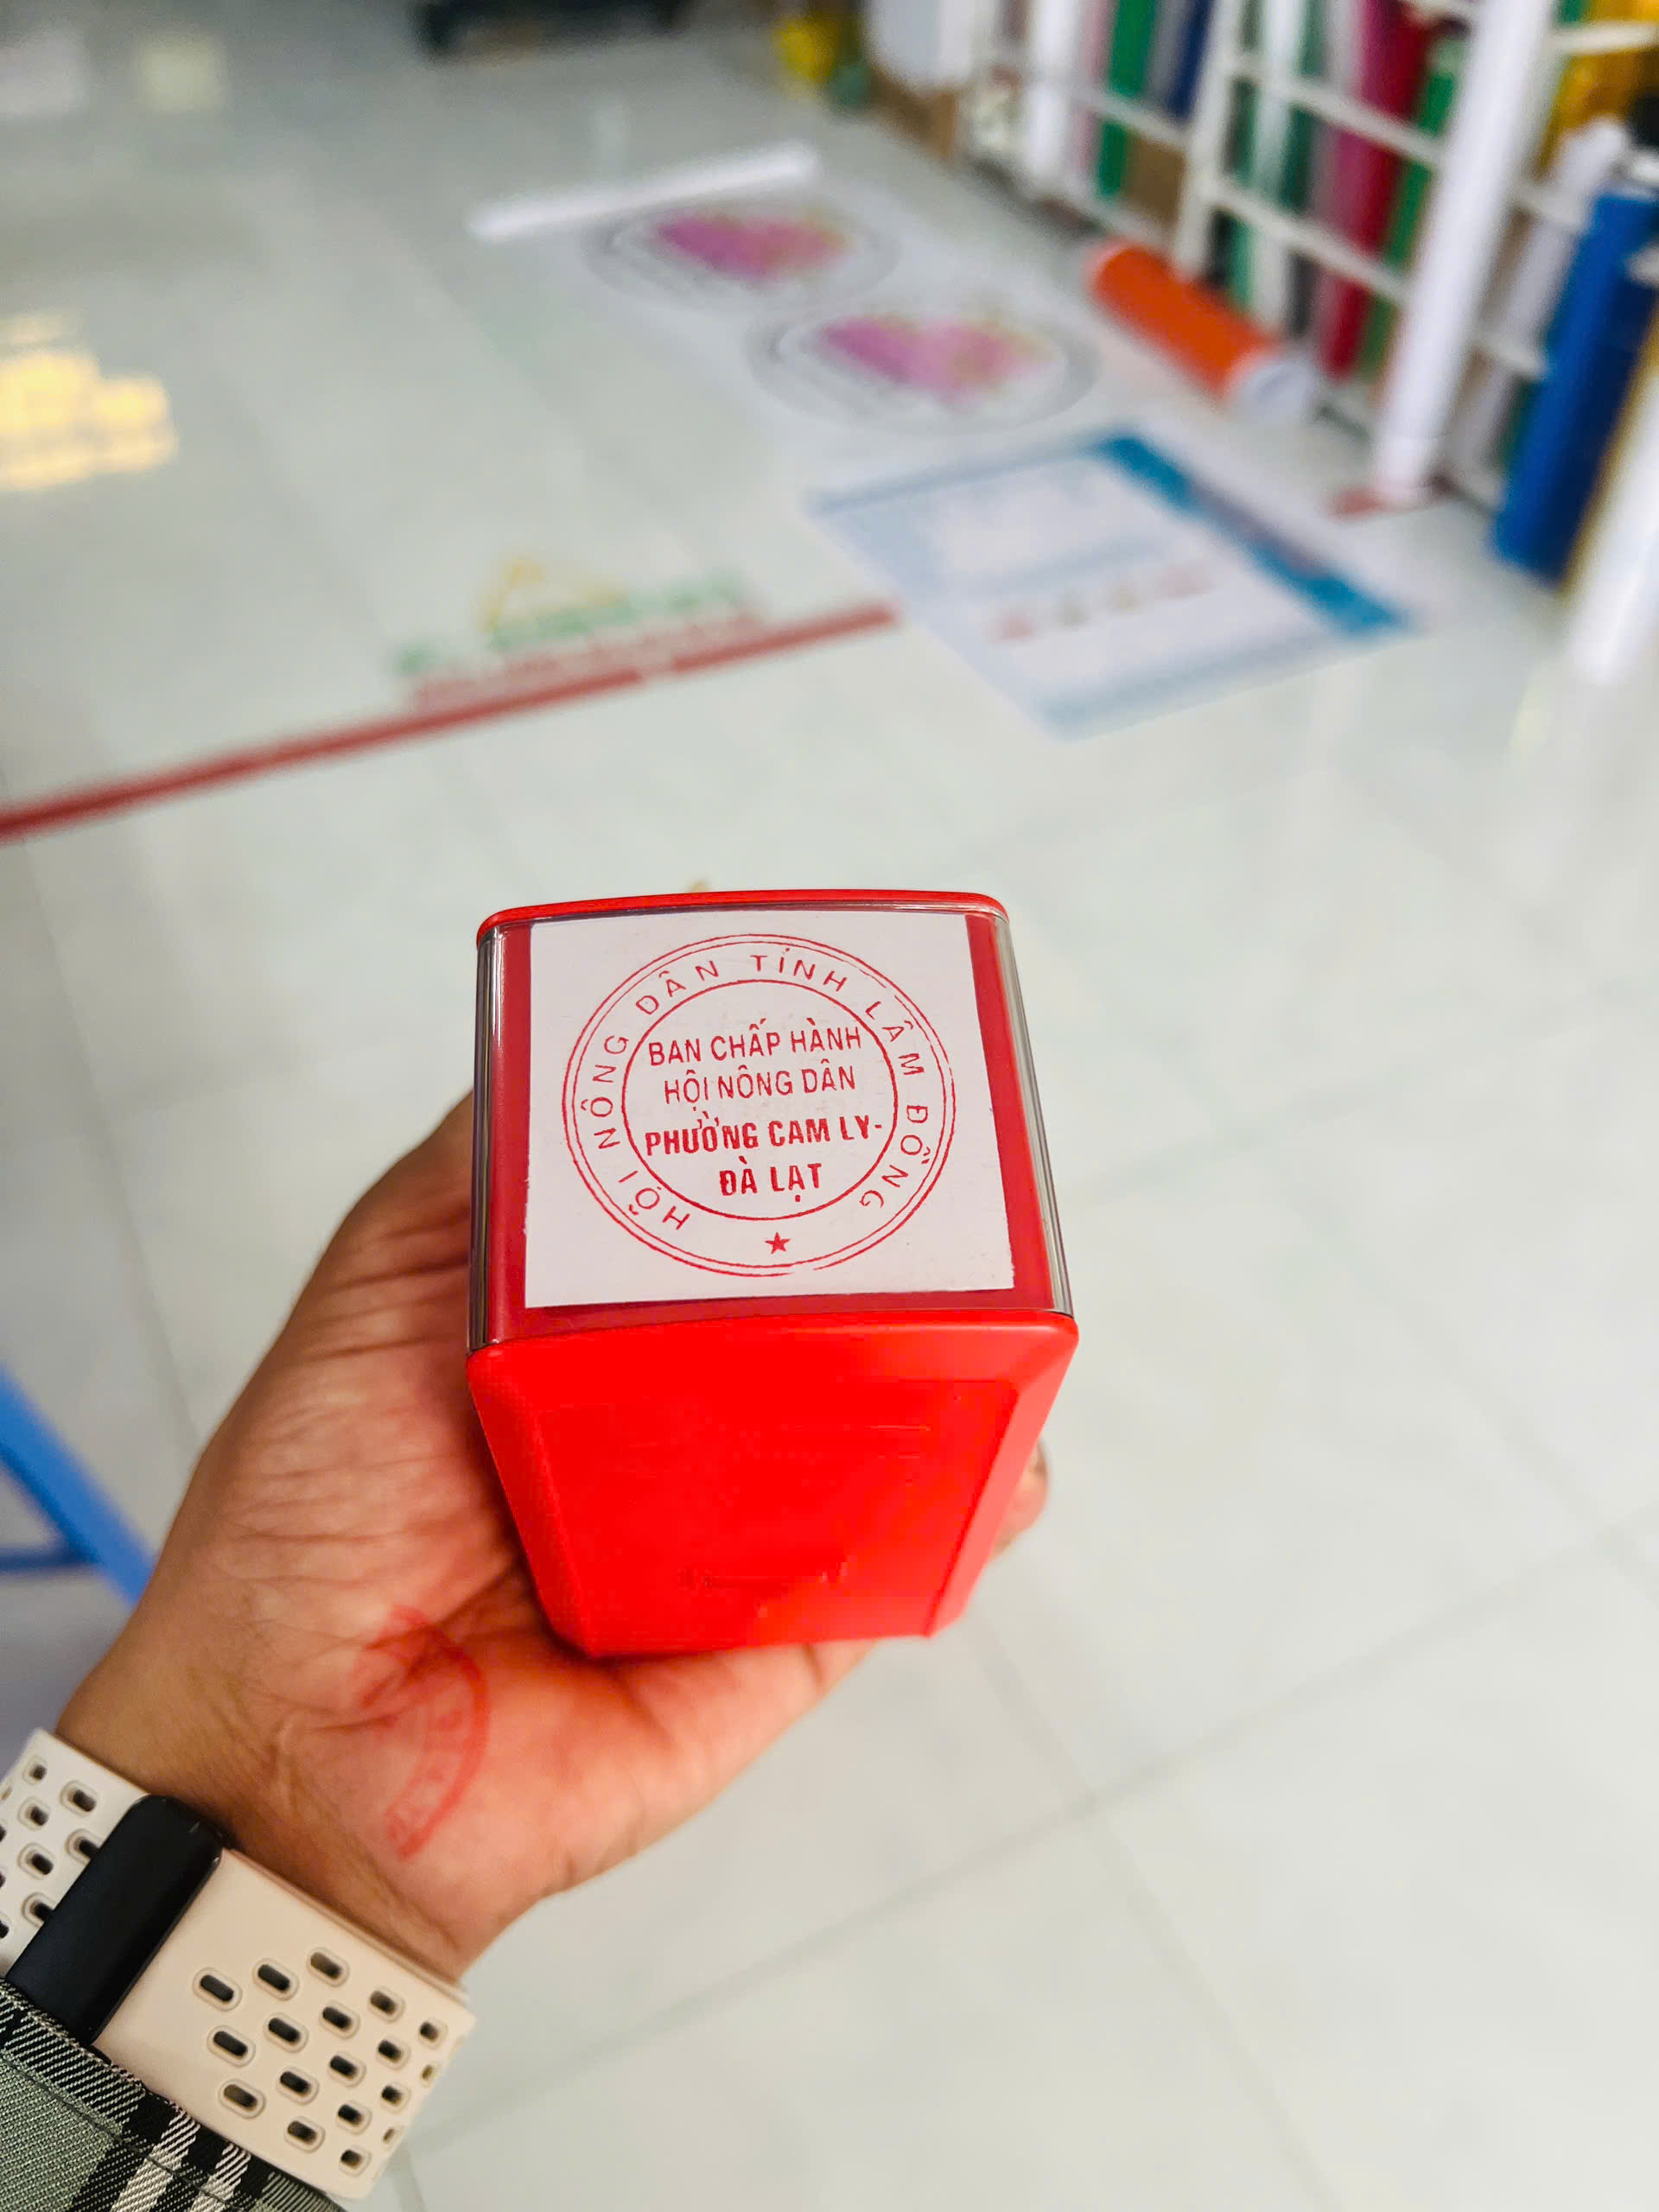 HỘI NÔNG DÂN TỈNH LÂM ĐỒNG
BAN CHẤP HÀNH
HỘI NÔNG DÂN
PHƯỜNG CAM LY-
ĐÀ LẠT